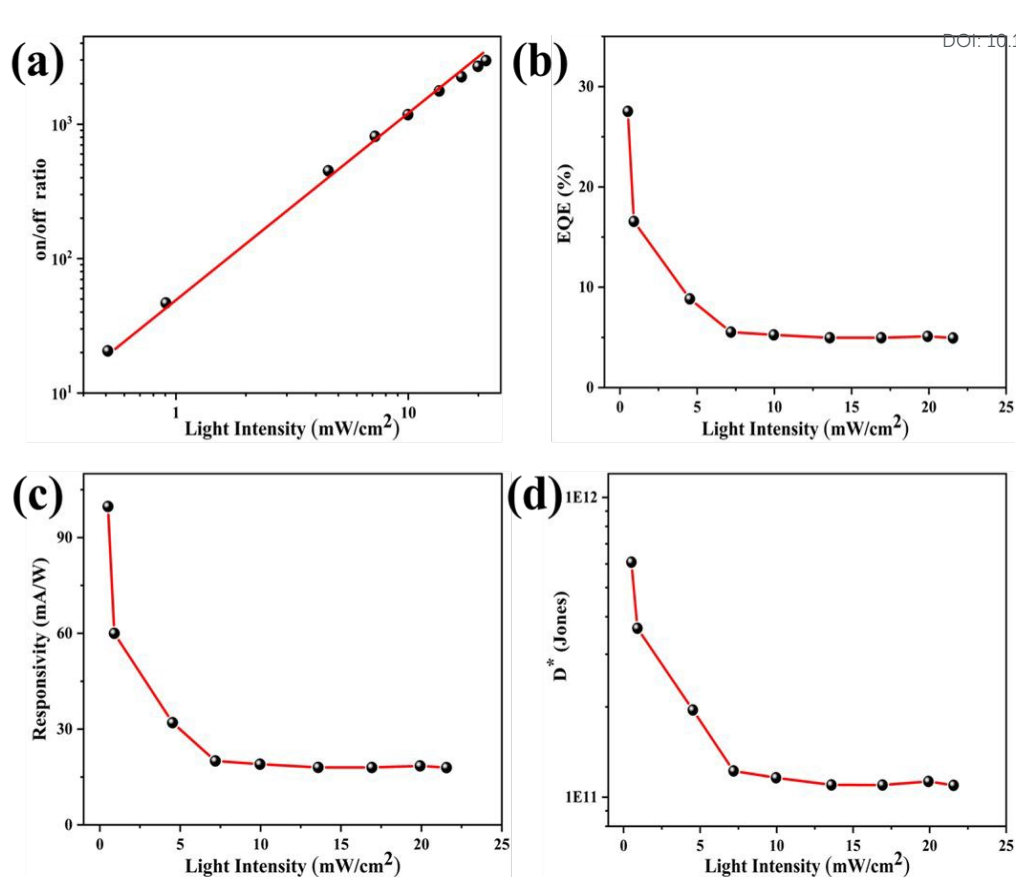 DOI: 10.1
(a)
on/off ratio
10³
10²
10¹
1
10
Light Intensity (mW/cm²)
(b)
EQE (%)
30
20
10
0
0
5
10
15
20
25
Light Intensity (mW/cm²)
(c)
Responsivity (mA/W)
90
60
30
0
0
5
10
15
20
25
Light Intensity (mW/cm²)
(d)
D* (Jones)
1E12
1E11
0
5
10
15
20
25
Light Intensity (mW/cm²)